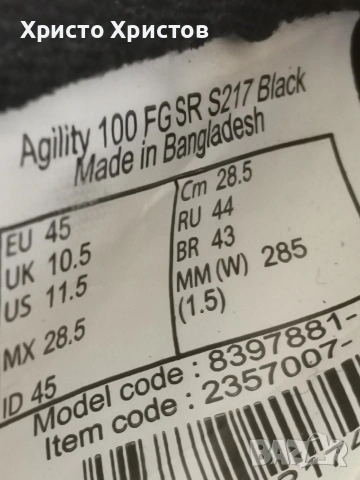 Христо Христов
Agility 100 FG SR S217 Black
Made in Bangladesh
EU 45
UK 10.5
US 11.5
MX 28.5
ID 45
Cm 28.5
RU 44
BR 43
MM (W) 285
(1.5)
Model code : 8397881-
Item code : 2357007-
BAZAR